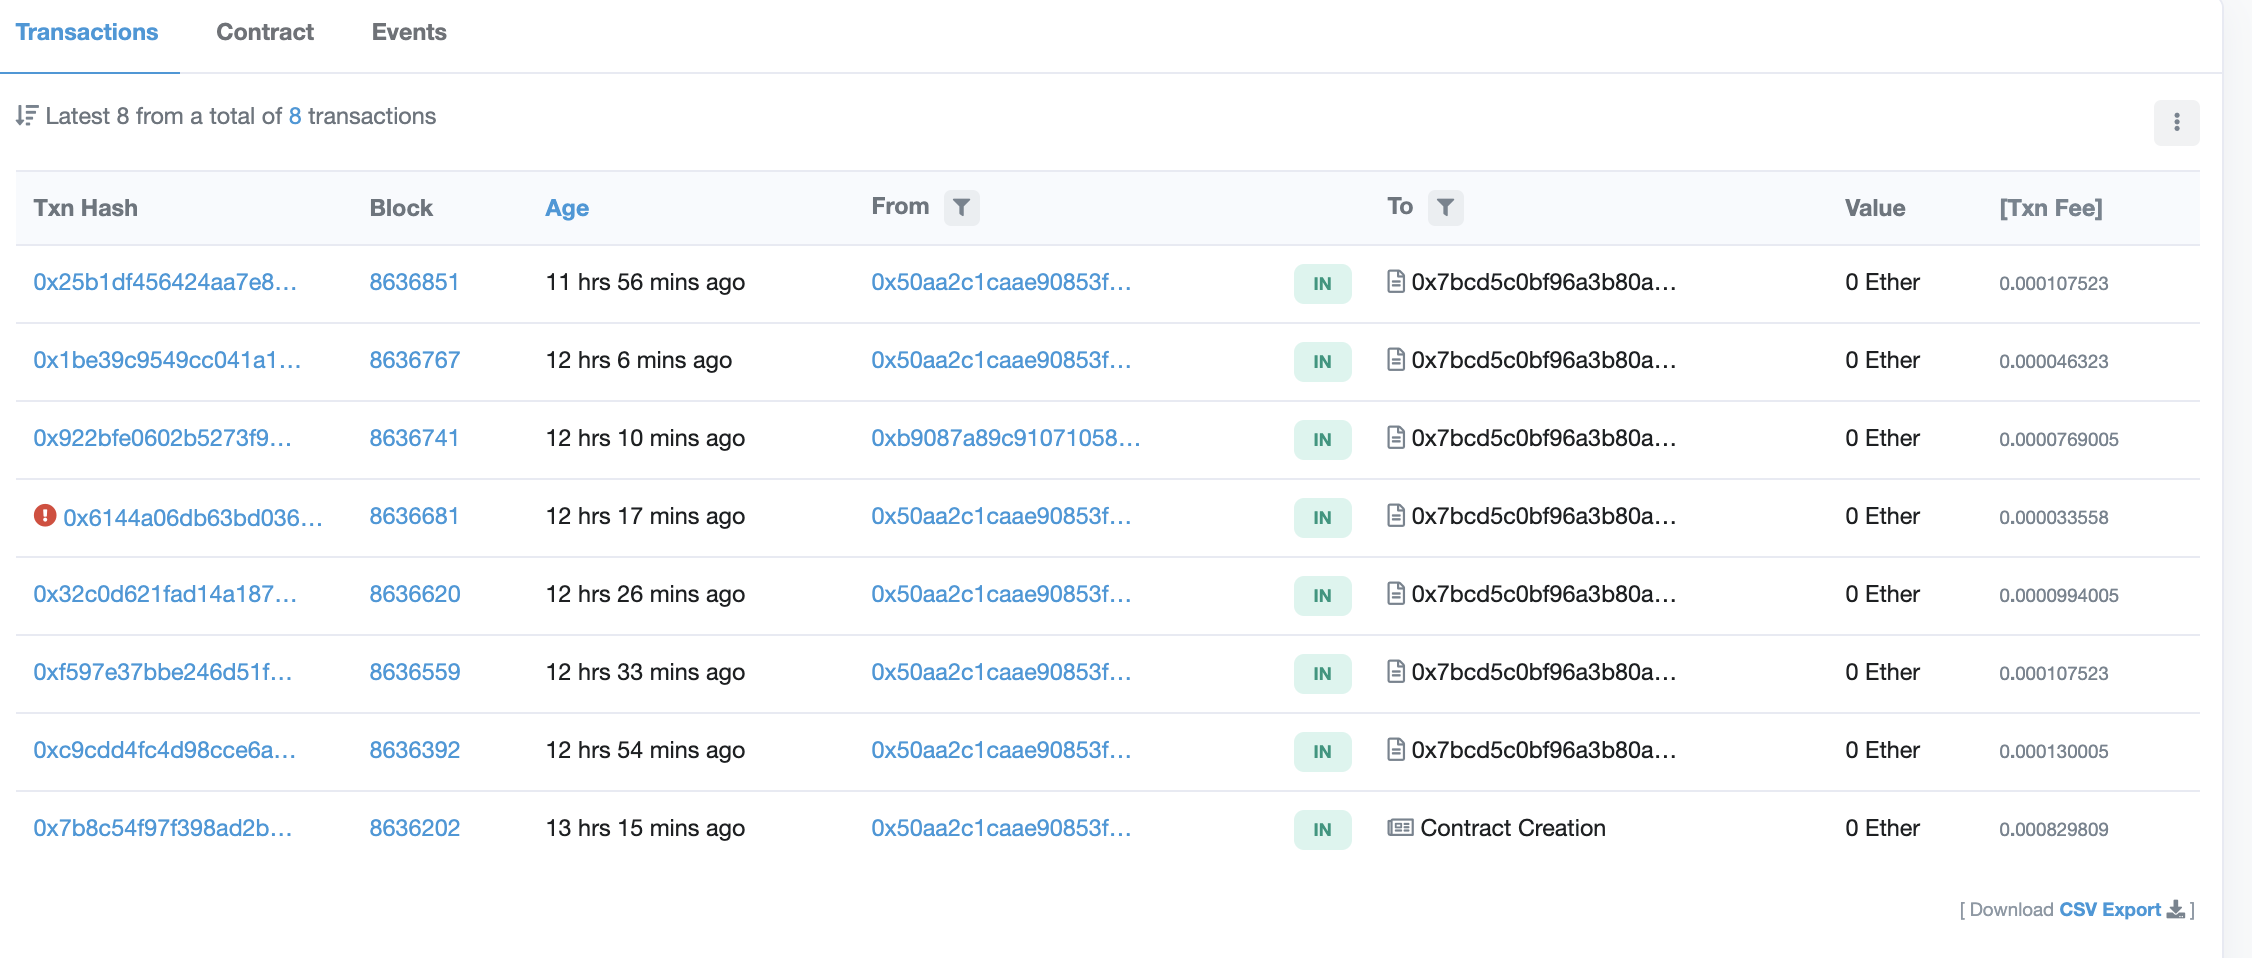 Transactions Contract Events
Latest 8 from a total of 8 transactions
Txn Hash Block Age From To Value [Txn Fee]
0x25b1df456424aa7e8... 8636851 11 hrs 56 mins ago 0x50aa2c1caae90853f... IN 0x7bcd5c0bf96a3b80a... 0 Ether 0.000107523
0x1be39c9549cc041a1... 8636767 12 hrs 6 mins ago 0x50aa2c1caae90853f... IN 0x7bcd5c0bf96a3b80a... 0 Ether 0.000046323
0x922bfe0602b5273f9... 8636741 12 hrs 10 mins ago 0xb9087a89c91071058... IN 0x7bcd5c0bf96a3b80a... 0 Ether 0.0000769005
0x6144a06db63bd036... 8636681 12 hrs 17 mins ago 0x50aa2c1caae90853f... IN 0x7bcd5c0bf96a3b80a... 0 Ether 0.000033558
0x32c0d621fad14a187... 8636620 12 hrs 26 mins ago 0x50aa2c1caae90853f... IN 0x7bcd5c0bf96a3b80a... 0 Ether 0.0000994005
0xf597e37bbe246d51f... 8636559 12 hrs 33 mins ago 0x50aa2c1caae90853f... IN 0x7bcd5c0bf96a3b80a... 0 Ether 0.000107523
0xc9cdd4fc4d98cce6a... 8636392 12 hrs 54 mins ago 0x50aa2c1caae90853f... IN 0x7bcd5c0bf96a3b80a... 0 Ether 0.000130005
0x7b8c54f97f398ad2b... 8636202 13 hrs 15 mins ago 0x50aa2c1caae90853f... IN Contract Creation 0 Ether 0.000829809
[ Download CSV Export ]